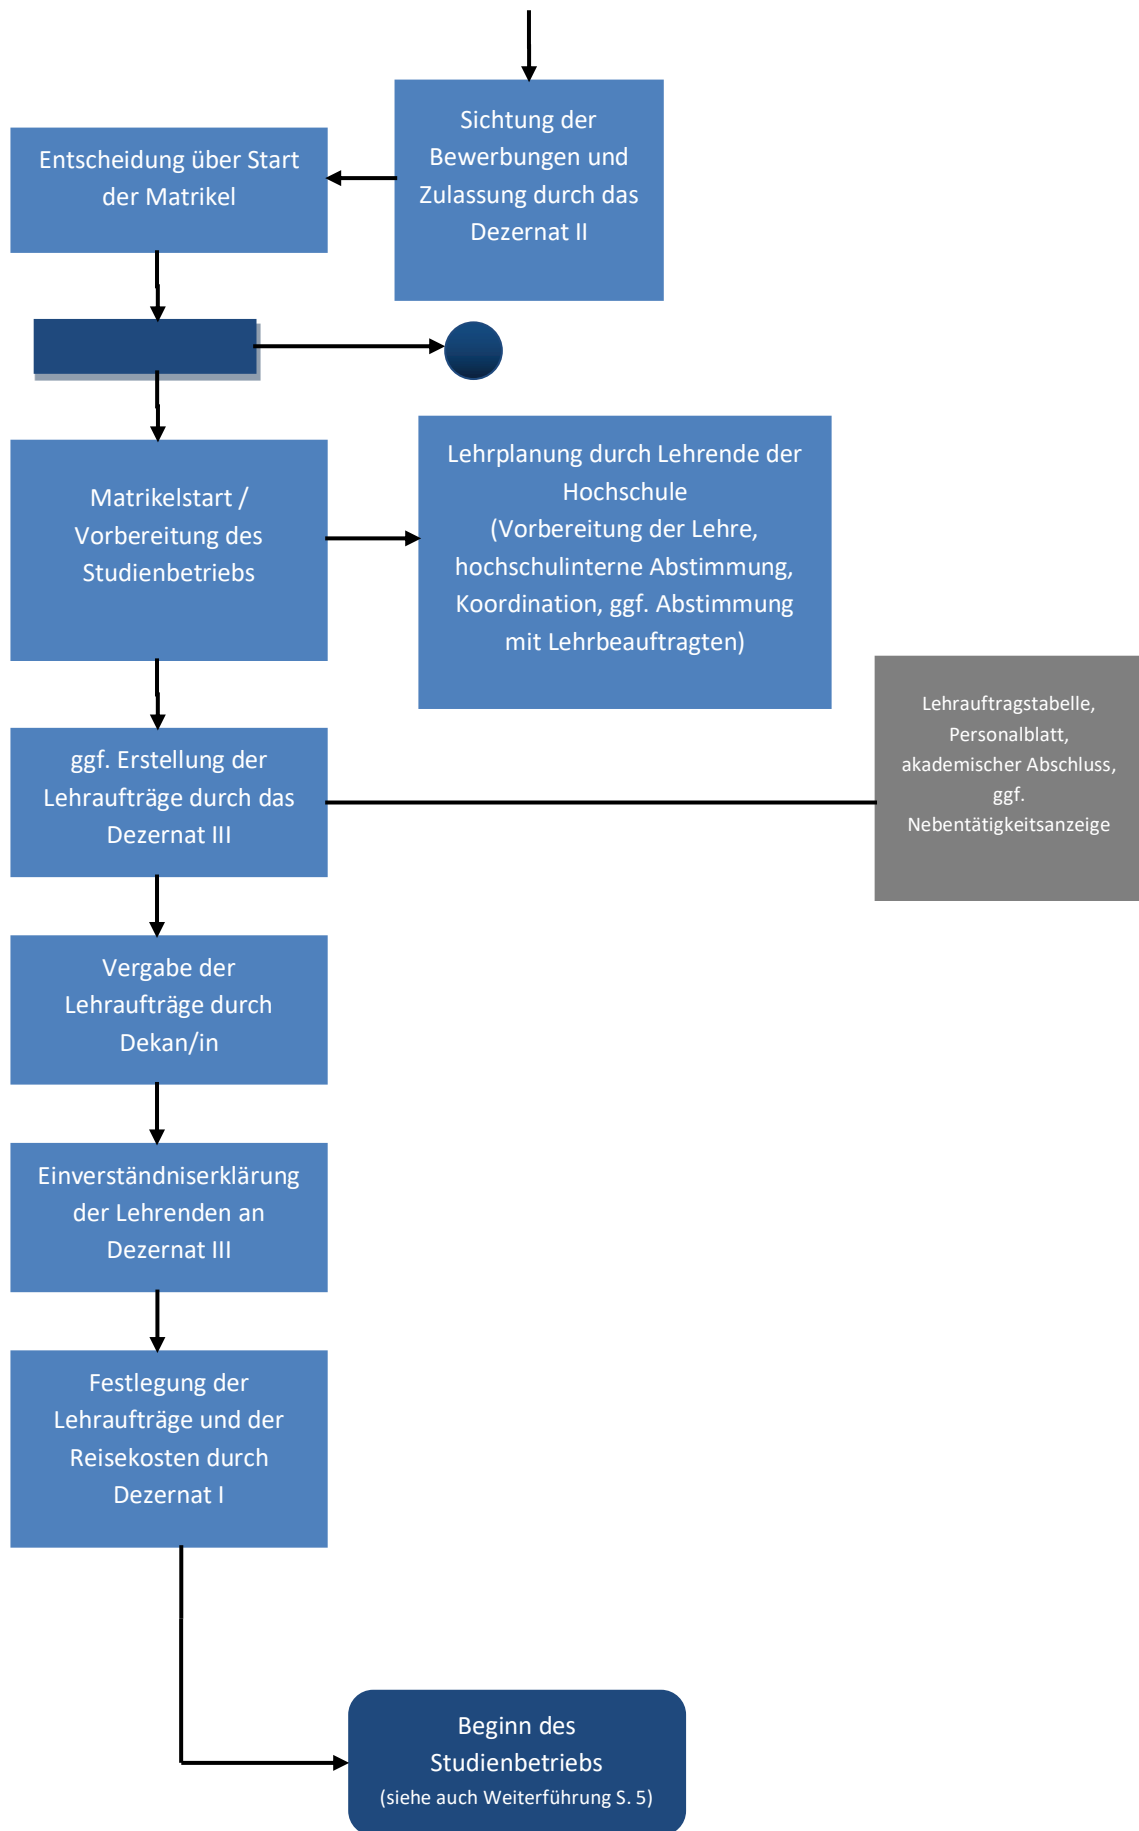 Sichtung der
Bewerbungen und
Zulassung durch das
Dezernat II
Entscheidung über Start
der Matrikel
Matrikelstart /
Vorbereitung des
Studienbetriebs
Lehrplanung durch Lehrende der
Hochschule
(Vorbereitung der Lehre,
hochschulinterne Abstimmung,
Koordination, ggf. Abstimmung
mit Lehrbeauftragten)
Lehrauftragstabelle,
Personalblatt,
akademischer Abschluss,
ggf.
Nebentätigkeitsanzeige
ggf. Erstellung der
Lehraufträge durch das
Dezernat III
Vergabe der
Lehraufträge durch
Dekan/in
Einverständniserklärung
der Lehrenden an
Dezernat III
Festlegung der
Lehraufträge und der
Reisekosten durch
Dezernat I
Beginn des
Studienbetriebs
(siehe auch Weiterführung S. 5)